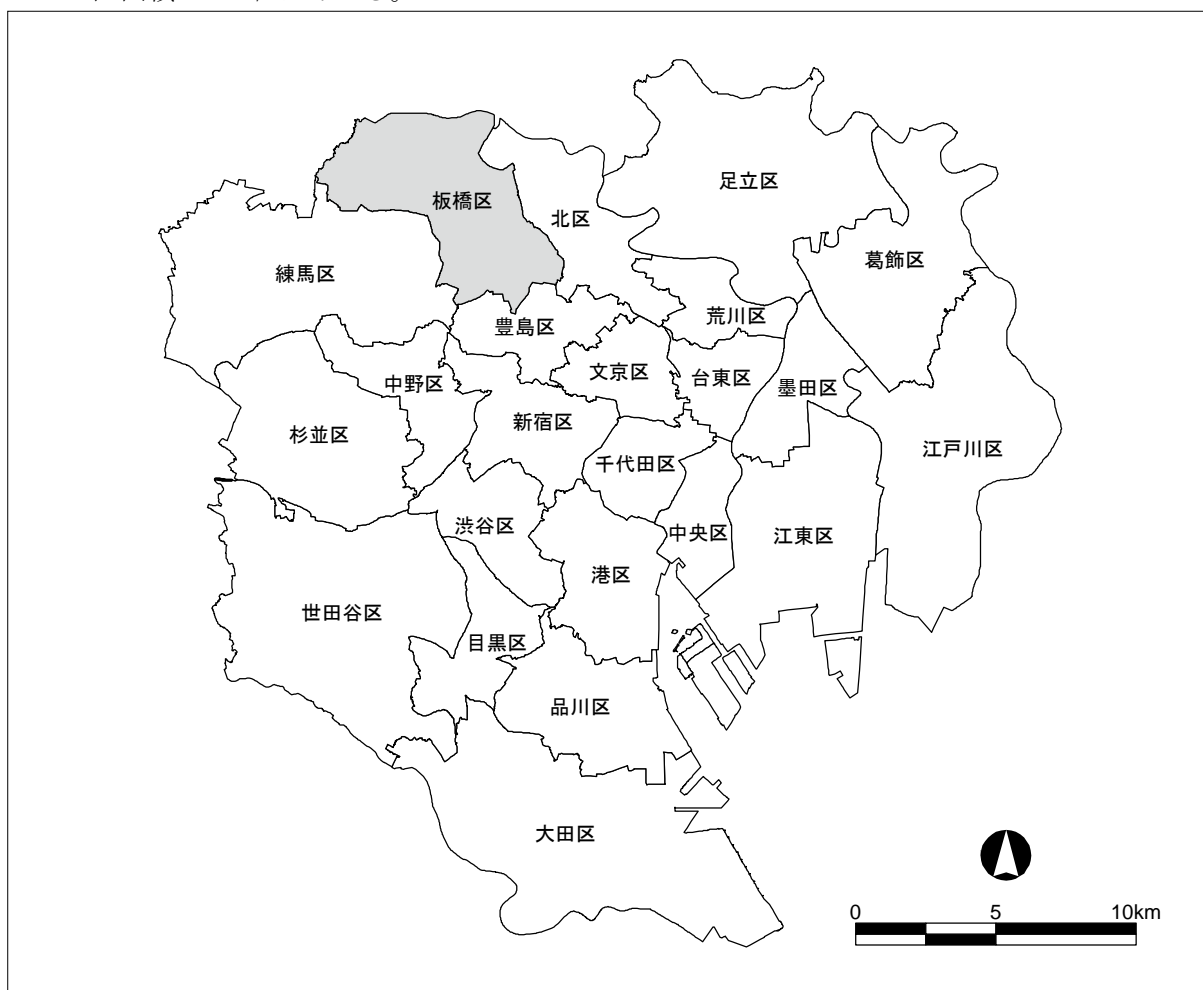 足立区
板橋区
北区
葛飾区
練馬区
荒川区
豊島区
文京区
台東区
中野区
墨田区
新宿区
杉並区
江戸川区
千代田区
渋谷区
中央区
江東区
港区
世田谷区
目黒区
品川区
大田区
0 5 10km